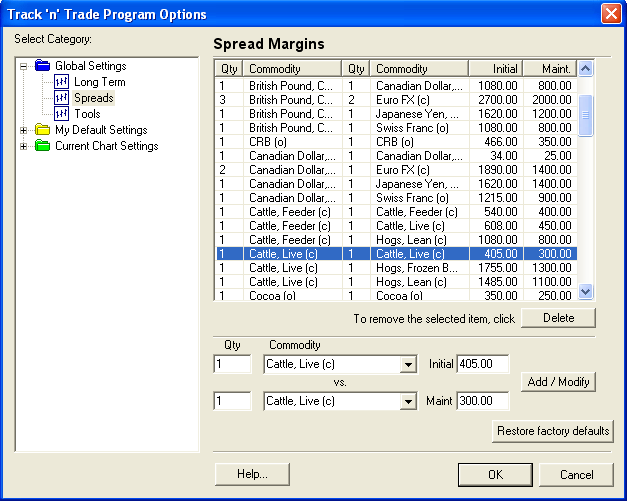 Track 'n' Trade Program Options
Select Category:
Global Settings
Long Term
Spreads
Tools
My Default Settings
Current Chart Settings
Spread Margins
Qty Commodity Qty Commodity Initial Maint.
1 British Pound, C... 1 Canadian Dollar,... 1080.00 800.00
3 British Pound, C... 2 Euro FX (c) 2700.00 2000.00
1 British Pound, C... 1 Japanese Yen, ... 1620.00 1200.00
1 British Pound, C... 1 Swiss Franc (o) 1080.00 800.00
1 CRB (o) 1 CRB (o) 466.00 350.00
1 Canadian Dollar,... 1 Canadian Dollar,... 34.00 25.00
2 Canadian Dollar,... 1 Euro FX (c) 1890.00 1400.00
1 Canadian Dollar,... 1 Japanese Yen, ... 1620.00 1400.00
1 Canadian Dollar,... 1 Swiss Franc (o) 1215.00 900.00
1 Cattle, Feeder (c) 1 Cattle, Feeder (c) 540.00 400.00
1 Cattle, Feeder (c) 1 Cattle, Live (c) 608.00 450.00
1 Cattle, Feeder (c) 1 Hogs, Lean (c) 1080.00 800.00
1 Cattle, Live (c) 1 Cattle, Live (c) 405.00 300.00
1 Cattle, Live (c) 1 Hogs, Frozen B... 1755.00 1300.00
1 Cattle, Live (c) 1 Hogs, Lean (c) 1485.00 1100.00
1 Cocoa (o) 1 Cocoa (o) 350.00 250.00
To remove the selected item, click Delete
Qty Commodity
1 Cattle, Live (c) Initial 405.00
vs.
Add / Modify
1 Cattle, Live (c) Maint 300.00
Restore factory defaults
Help... OK Cancel